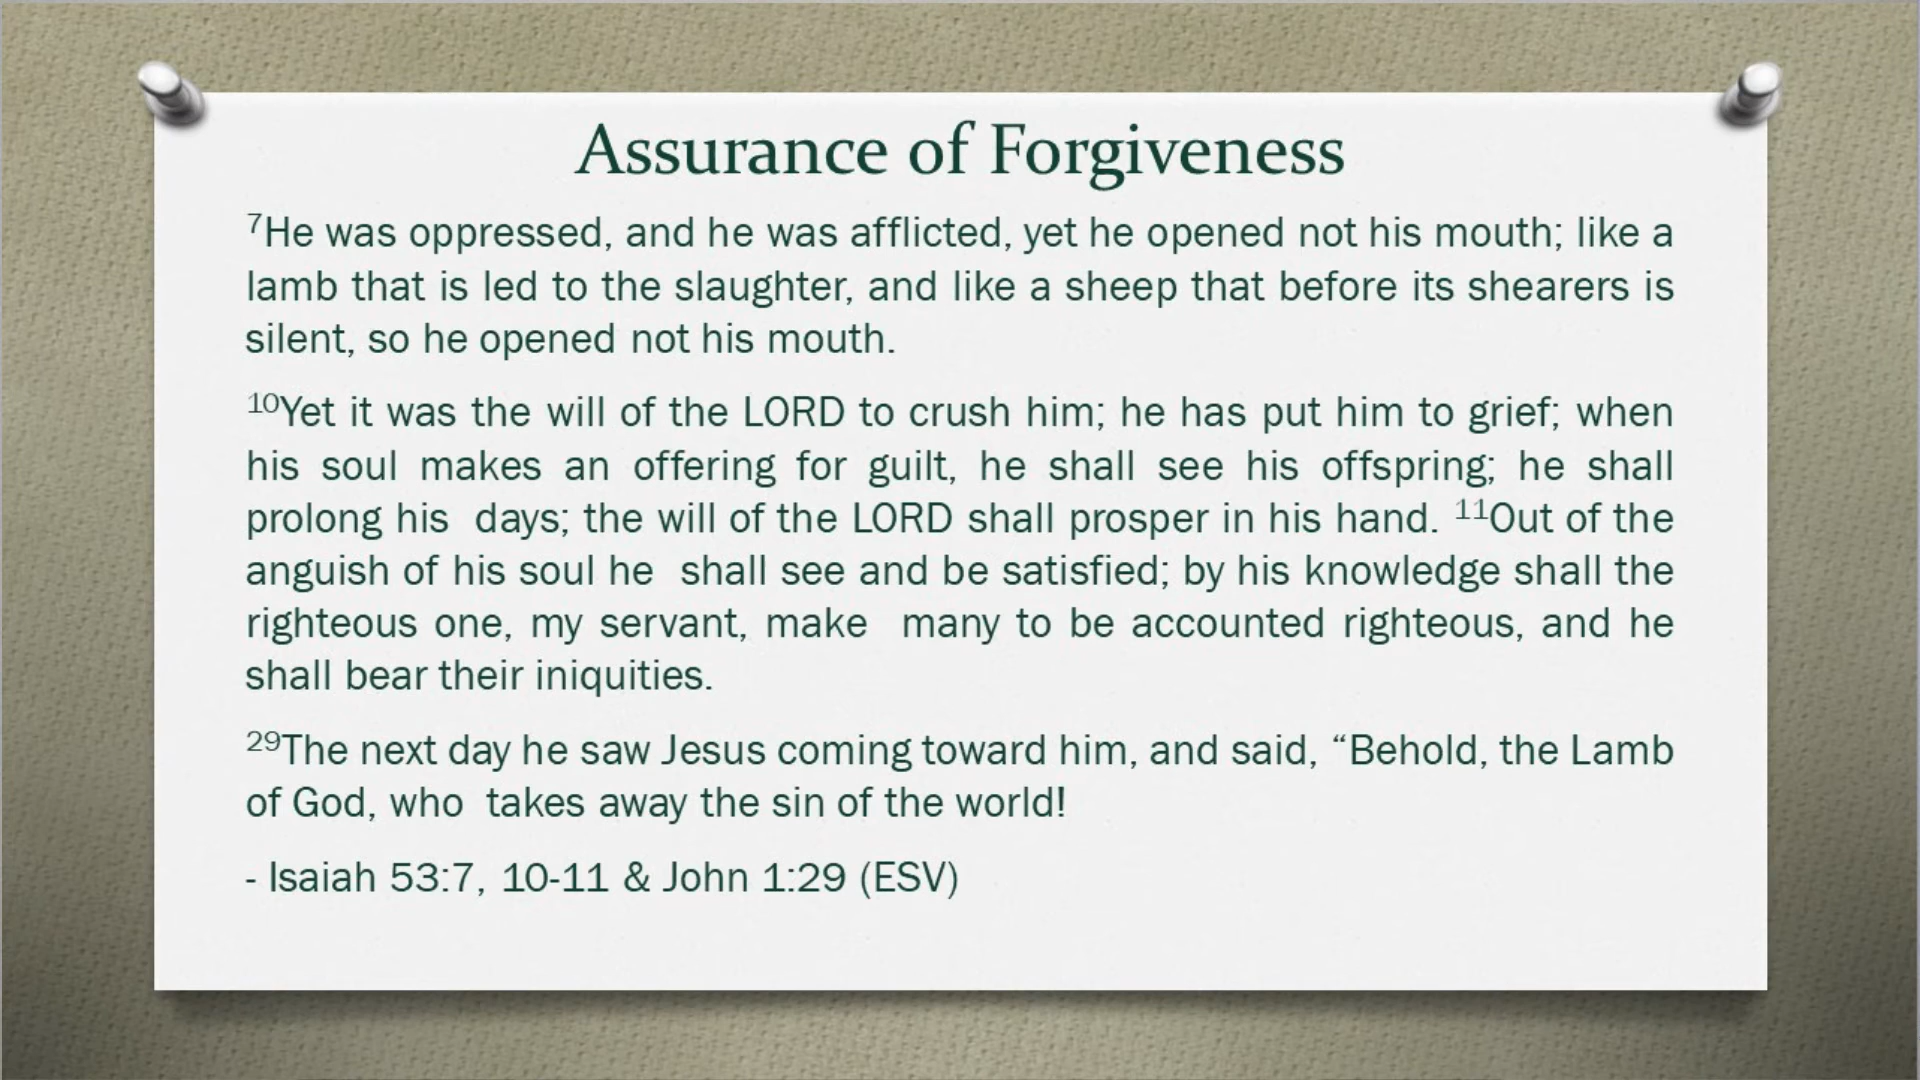 Assurance of Forgiveness
⁷He was oppressed, and he was afflicted, yet he opened not his mouth; like a
lamb that is led to the slaughter, and like a sheep that before its shearers is
silent, so he opened not his mouth.
¹⁰Yet it was the will of the LORD to crush him; he has put him to grief; when
his soul makes an offering for guilt, he shall see his offspring; he shall
prolong his days; the will of the LORD shall prosper in his hand. ¹¹Out of the
anguish of his soul he shall see and be satisfied; by his knowledge shall the
righteous one, my servant, make many to be accounted righteous, and he
shall bear their iniquities.
²⁹The next day he saw Jesus coming toward him, and said, “Behold, the Lamb
of God, who takes away the sin of the world!
- Isaiah 53:7, 10-11 & John 1:29 (ESV)